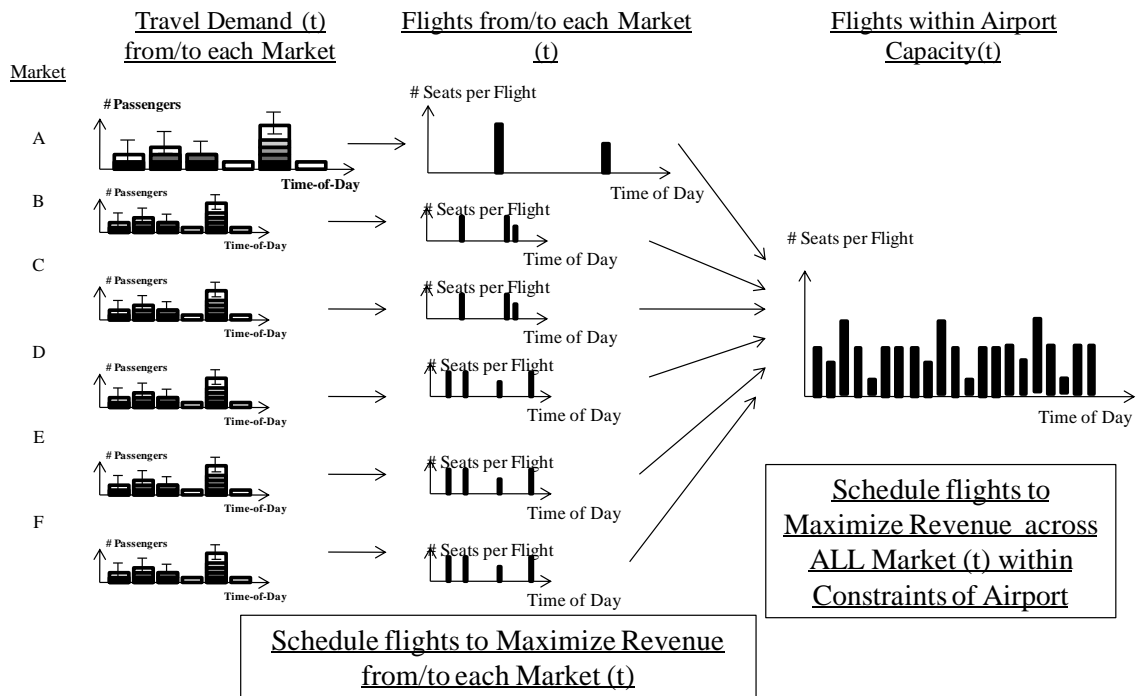 Travel Demand (t)
from/to each Market
Flights from/to each Market
(t)
Flights within Airport
Capacity(t)
Market
A
# Passengers
Time-of-Day
# Seats per Flight
Time of Day
B
# Passengers
Time-of-Day
# Seats per Flight
Time of Day
C
# Passengers
Time-of-Day
# Seats per Flight
Time of Day
D
# Passengers
Time-of-Day
# Seats per Flight
Time of Day
E
# Passengers
Time-of-Day
# Seats per Flight
Time of Day
F
# Passengers
Time-of-Day
# Seats per Flight
Time of Day
# Seats per Flight
Time of Day
Schedule flights to Maximize Revenue
from/to each Market (t)
Schedule flights to
Maximize Revenue across
ALL Market (t) within
Constraints of Airport